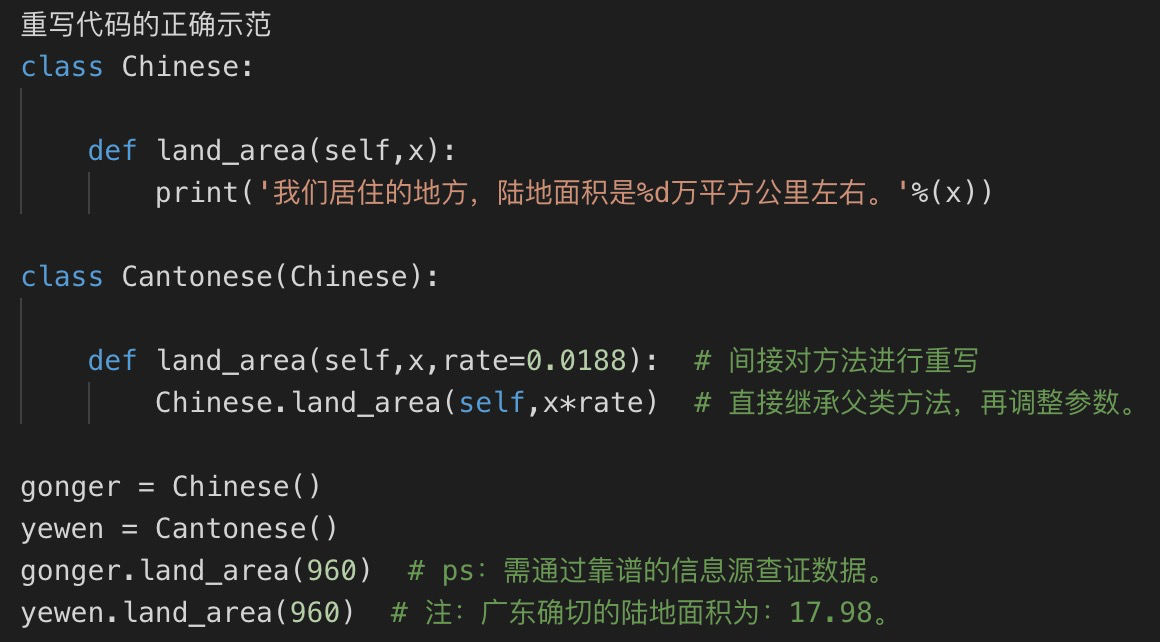 重写代码的正确示范
class Chinese:
    def land_area(self,x):
        print('我们居住的地方，陆地面积是%d万平方公里左右。'%(x))
class Cantonese(Chinese):
    def land_area(self,x,rate=0.0188):  # 间接对方法进行重写
        Chinese.land_area(self,x*rate)  # 直接继承父类方法，再调整参数。
gonger = Chinese()
yewen = Cantonese()
gonger.land_area(960)  # ps：需通过靠谱的信息源查证数据。
yewen.land_area(960)  # 注：广东确切的陆地面积为：17.98。